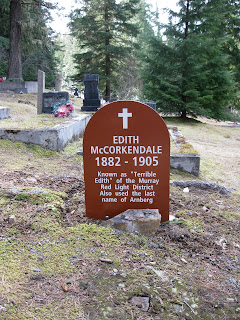 EDITH
McCORKENDALE
1882 - 1905
Known as "Terrible
Edith" of the Murray
Red Light District
Also used the last
name of Arnberg